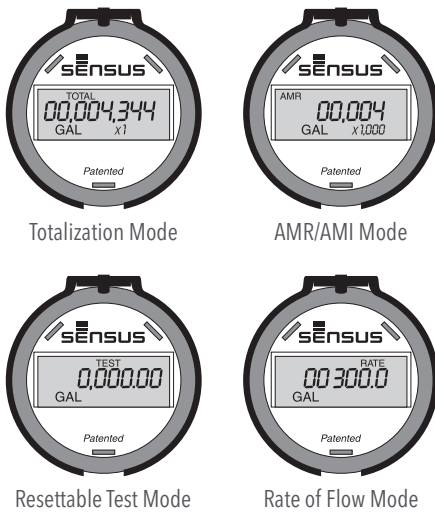 SENSUS
TOTAL
00,004,344
GAL x1
Patented
Totalization Mode
SENSUS
AMR
00,004
GAL x1,000
Patented
AMR/AMI Mode
SENSUS
TEST
0,000.00
GAL
Patented
Resettable Test Mode
SENSUS
RATE
00 300.0
GAL
Patented
Rate of Flow Mode